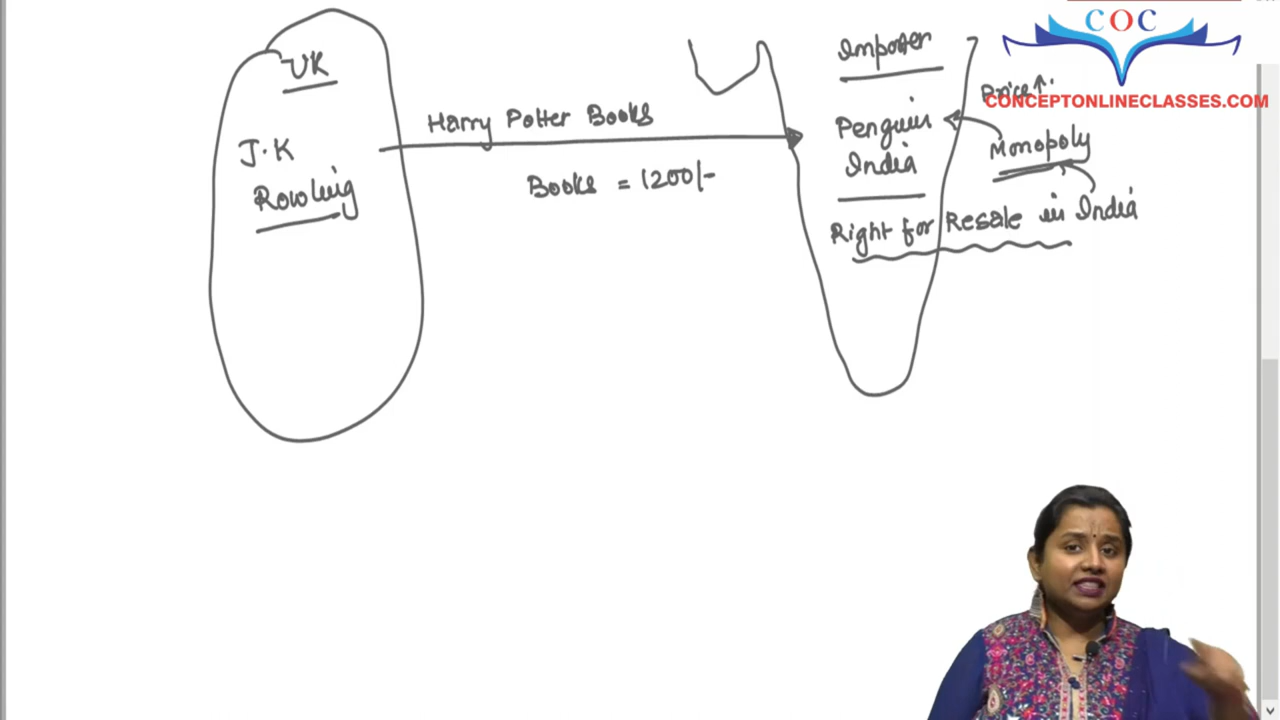 COC
CONCEPTONLINECLASSES.COM
UK
J.K
Rowling
Harry Potter Books
Books = 1200/-
Importer
Penguin
India
Right for Resale in India
Price↑.
Monopoly